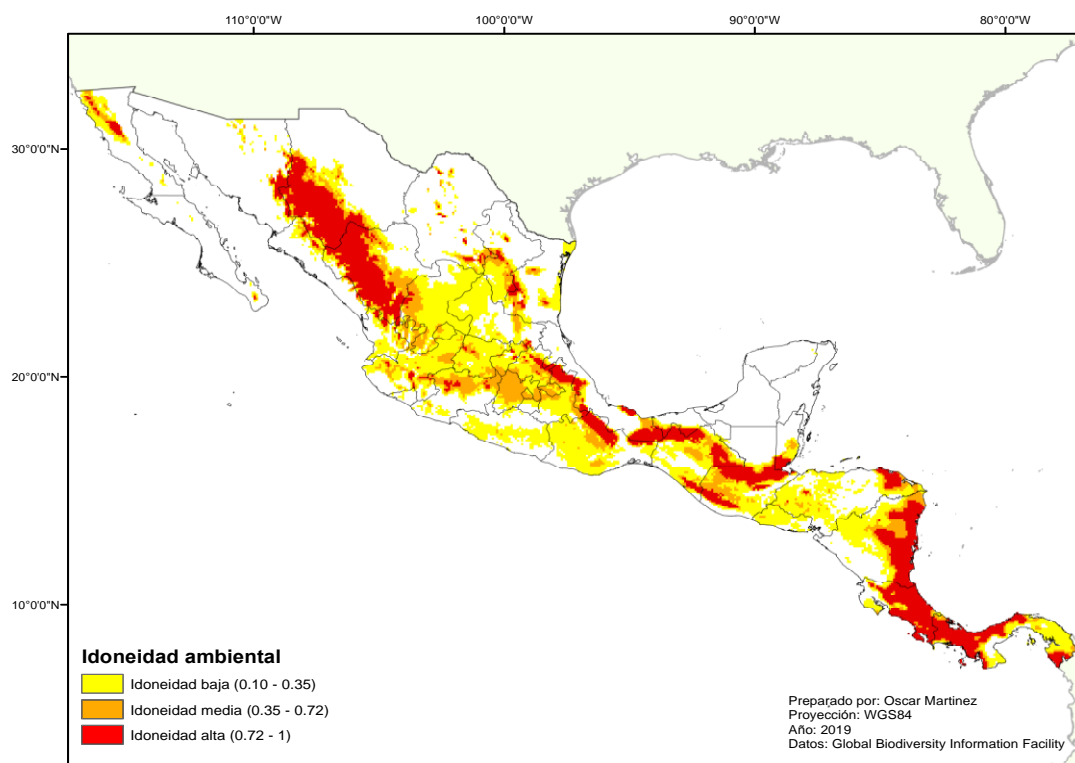 110°0'0"W 100°0'0"W 90°0'0"W 80°0'0"W
30°0'0"N
20°0'0"N
10°0'0"N
Idoneidad ambiental
Idoneidad baja (0.10 - 0.35)
Idoneidad media (0.35 - 0.72)
Idoneidad alta (0.72 - 1)
Preparado por: Oscar Martinez
Proyección: WGS84
Año: 2019
Datos: Global Biodiversity Information Facility